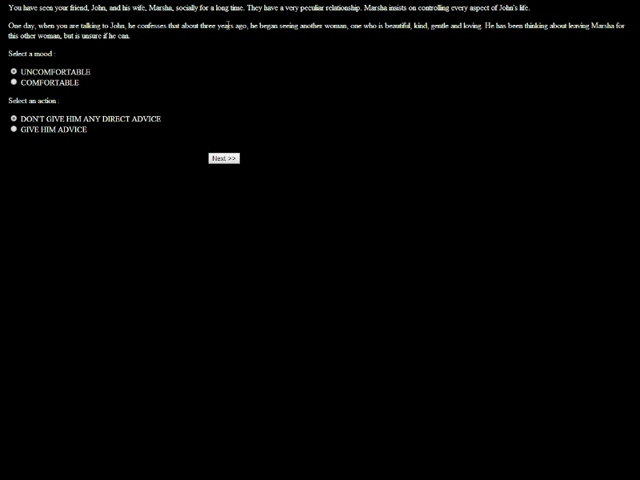 You have seen your friend, John, and his wife, Marsha, socially for a long time. They have a very peculiar relationship. Marsha insists on controlling every aspect of John's life.
One day, when you are talking to John, he confesses that about three years ago, he began seeing another woman, one who is beautiful, kind, gentle and loving. He has been thinking about leaving Marsha for
this other woman, but is unsure if he can.
Select a mood :
UNCOMFORTABLE
COMFORTABLE
Select an action :
DON'T GIVE HIM ANY DIRECT ADVICE
GIVE HIM ADVICE
Next >>